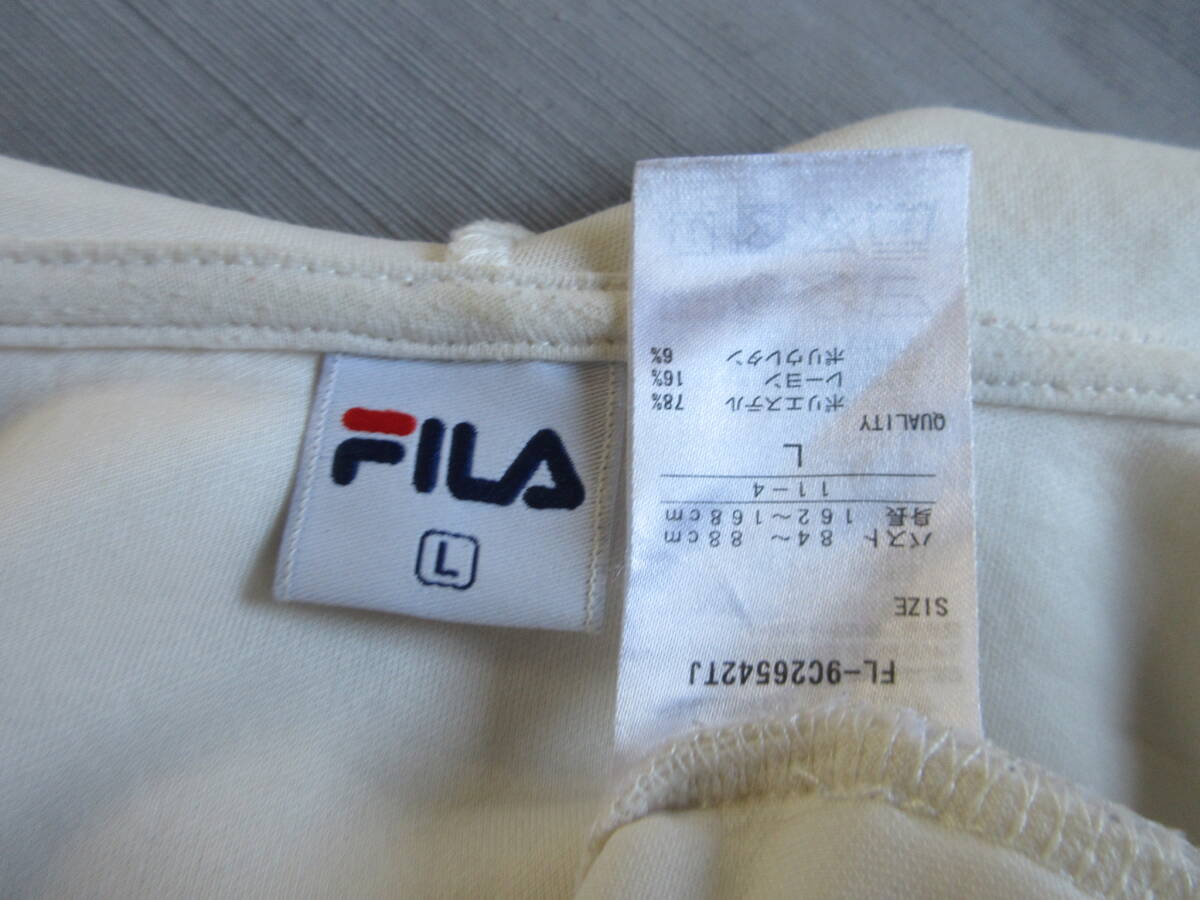 FILA
L
FL-9C26542TJ
SIZE
バスト 84～88cm
身長 162～168cm
11-4
L
QUALITY
ポリエステル 78%
レーヨン 16%
ポリウレタン 6%